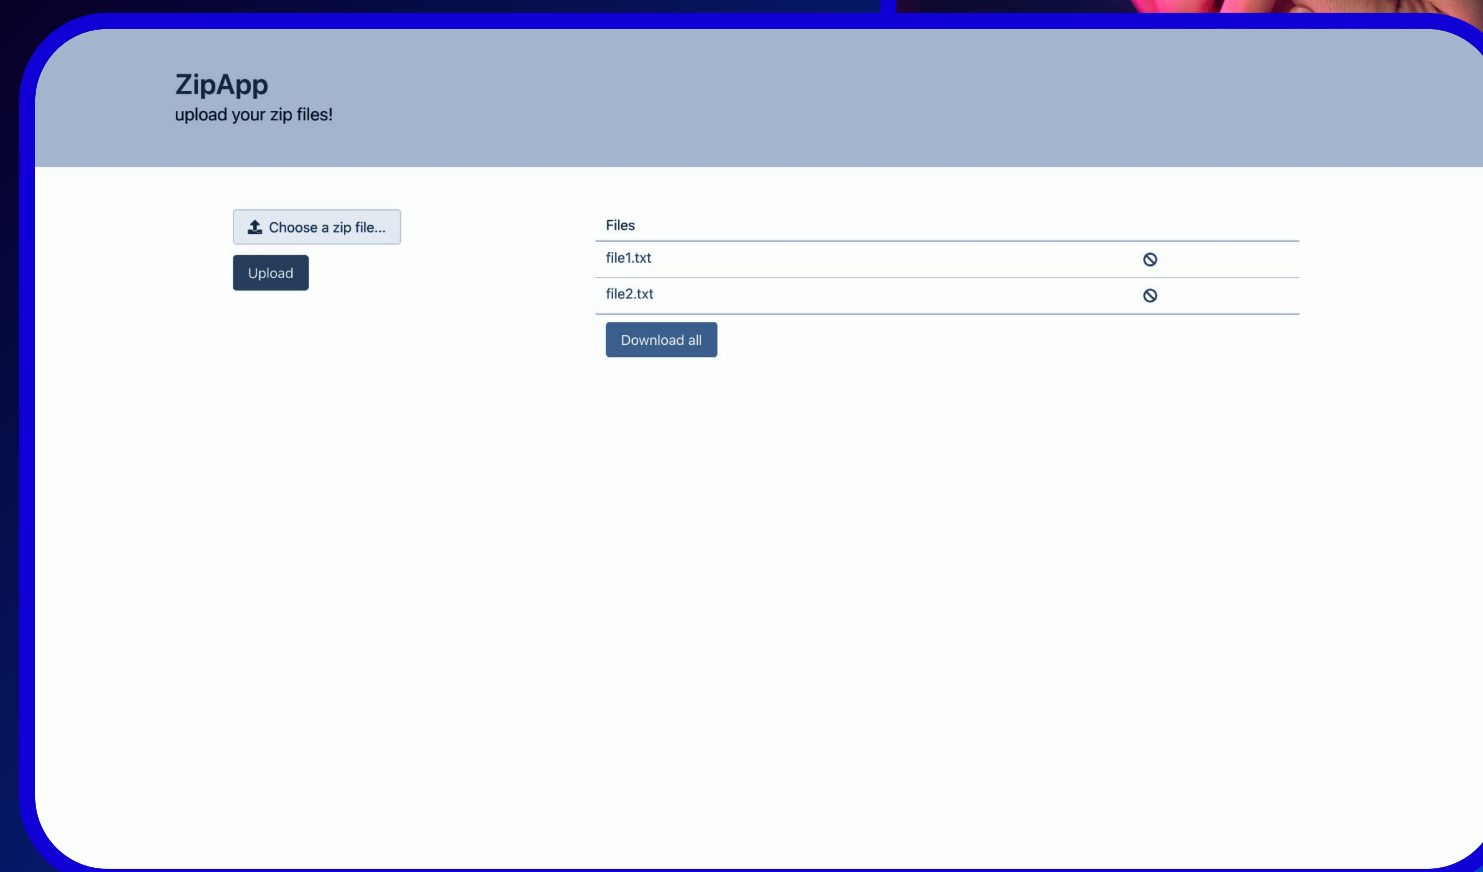 ZipApp
upload your zip files!
Choose a zip file...
Upload
Files
file1.txt
file2.txt
Download all